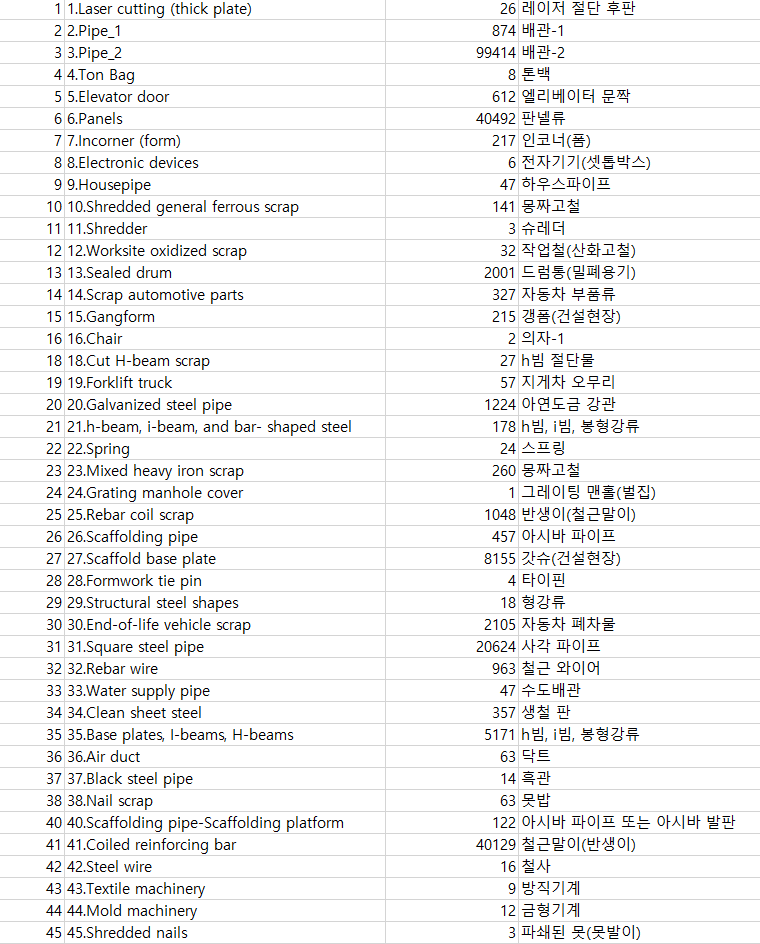 1 1.Laser cutting (thick plate) 26 레이저 절단 후판
2 2.Pipe_1 874 배관-1
3 3.Pipe_2 99414 배관-2
4 4.Ton Bag 8 톤백
5 5.Elevator door 612 엘리베이터 문짝
6 6.Panels 40492 판넬류
7 7.Incorner (form) 217 인코너(폼)
8 8.Electronic devices 6 전자기기(셋톱박스)
9 9.Housepipe 47 하우스파이프
10 10.Shredded general ferrous scrap 141 몽짜고철
11 11.Shredder 3 슈레더
12 12.Worksite oxidized scrap 32 작업철(산화고철)
13 13.Sealed drum 2001 드럼통(밀폐용기)
14 14.Scrap automotive parts 327 자동차 부품류
15 15.Gangform 215 갱폼(건설현장)
16 16.Chair 2 의자-1
18 18.Cut H-beam scrap 27 h빔 절단물
19 19.Forklift truck 57 지게차 오무리
20 20.Galvanized steel pipe 1224 아연도금 강관
21 21.h-beam, i-beam, and bar- shaped steel 178 h빔, i빔, 봉형강류
22 22.Spring 24 스프링
23 23.Mixed heavy iron scrap 260 몽짜고철
24 24.Grating manhole cover 1 그레이팅 맨홀(벌집)
25 25.Rebar coil scrap 1048 반생이(철근말이)
26 26.Scaffolding pipe 457 아시바 파이프
27 27.Scaffold base plate 8155 갓슈(건설현장)
28 28.Formwork tie pin 4 타이핀
29 29.Structural steel shapes 18 형강류
30 30.End-of-life vehicle scrap 2105 자동차 폐차물
31 31.Square steel pipe 20624 사각 파이프
32 32.Rebar wire 963 철근 와이어
33 33.Water supply pipe 47 수도배관
34 34.Clean sheet steel 357 생철 판
35 35.Base plates, I-beams, H-beams 5171 h빔, i빔, 봉형강류
36 36.Air duct 63 닥트
37 37.Black steel pipe 14 흑관
38 38.Nail scrap 63 못밥
40 40.Scaffolding pipe-Scaffolding platform 122 아시바 파이프 또는 아시바 발판
41 41.Coiled reinforcing bar 40129 철근말이(반생이)
42 42.Steel wire 16 철사
43 43.Textile machinery 9 방직기계
44 44.Mold machinery 12 금형기계
45 45.Shredded nails 3 파쇄된 못(못발이)